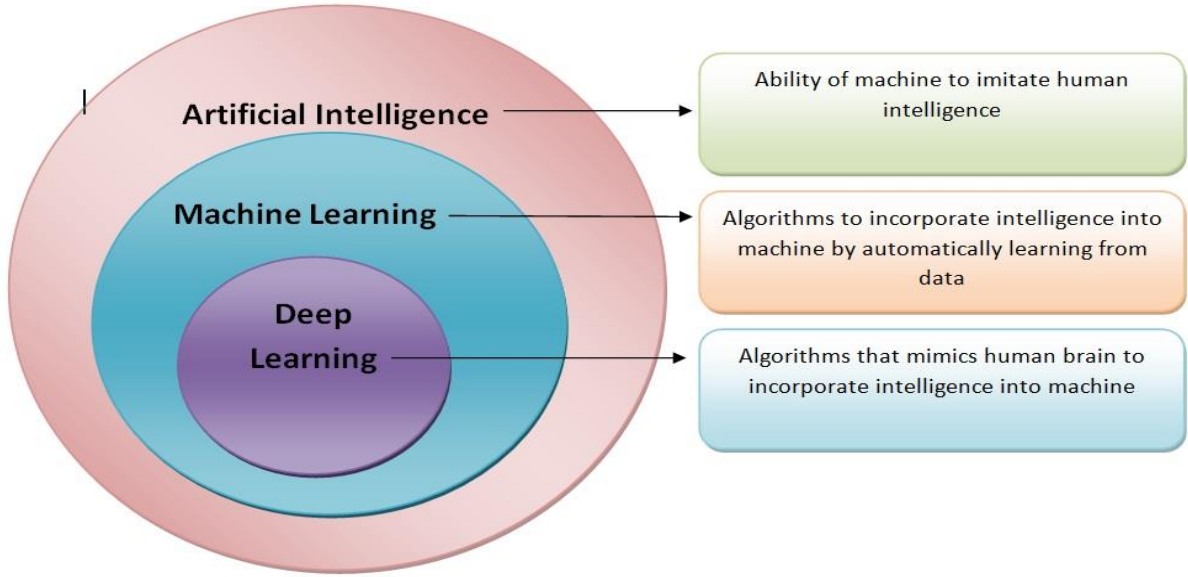 Artificial Intelligence
Ability of machine to imitate human
intelligence
Machine Learning
Algorithms to incorporate intelligence into
machine by automatically learning from
data
Deep
Learning
Algorithms that mimics human brain to
incorporate intelligence into machine